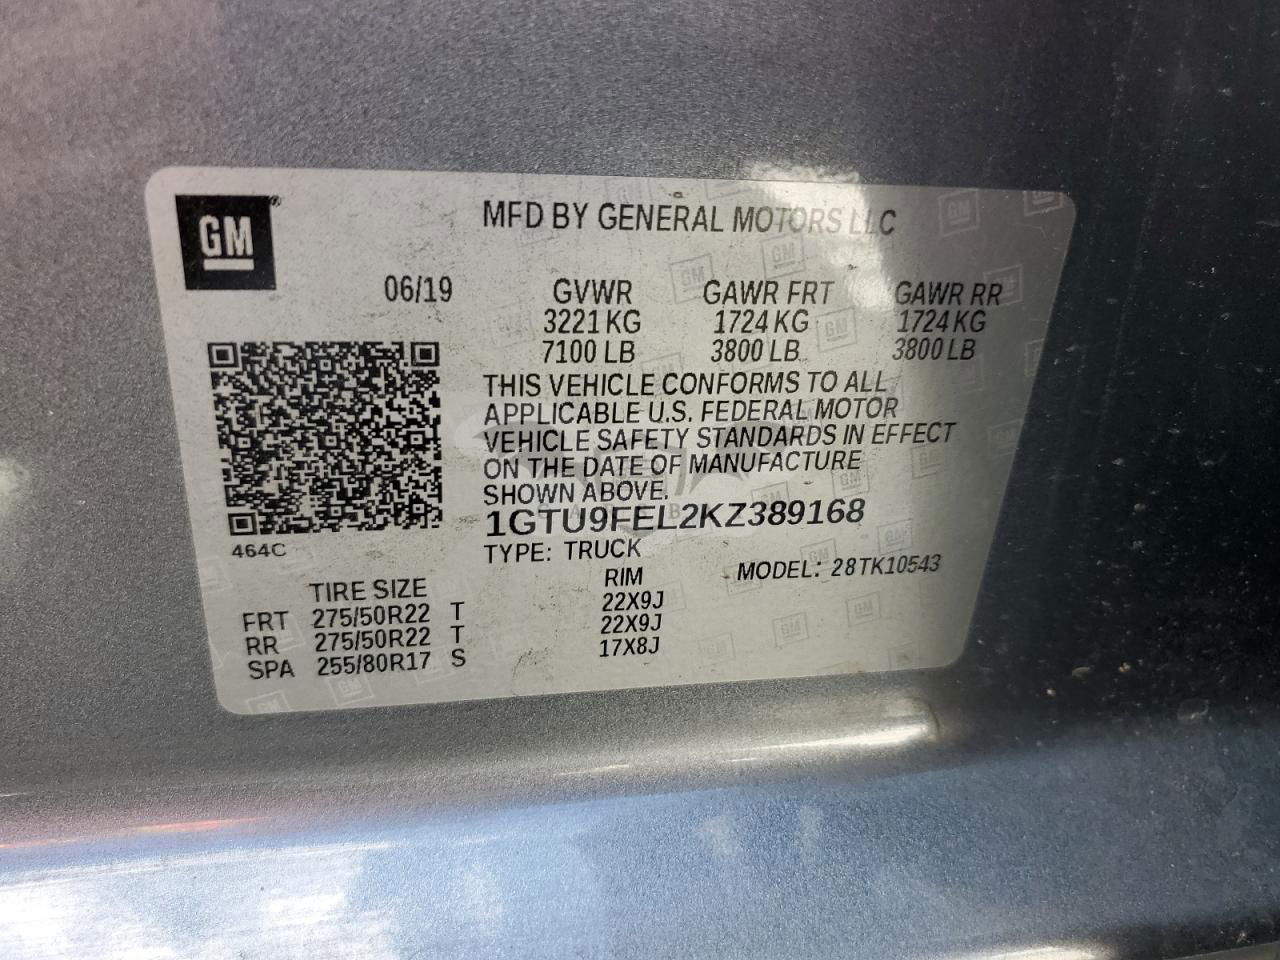 GM
MFD BY GENERAL MOTORS LLC
06/19 GVWR GAWR FRT GAWR RR
3221 KG 1724 KG 1724 KG
7100 LB 3800 LB 3800 LB
THIS VEHICLE CONFORMS TO ALL
APPLICABLE U.S. FEDERAL MOTOR
VEHICLE SAFETY STANDARDS IN EFFECT
ON THE DATE OF MANUFACTURE
SHOWN ABOVE.
1GTU9FEL2KZ389168
464C
TYPE: TRUCK MODEL: 28TK10543
TIRE SIZE RIM
FRT 275/50R22 T 22X9J
RR 275/50R22 T 22X9J
SPA 255/80R17 S 17X8J